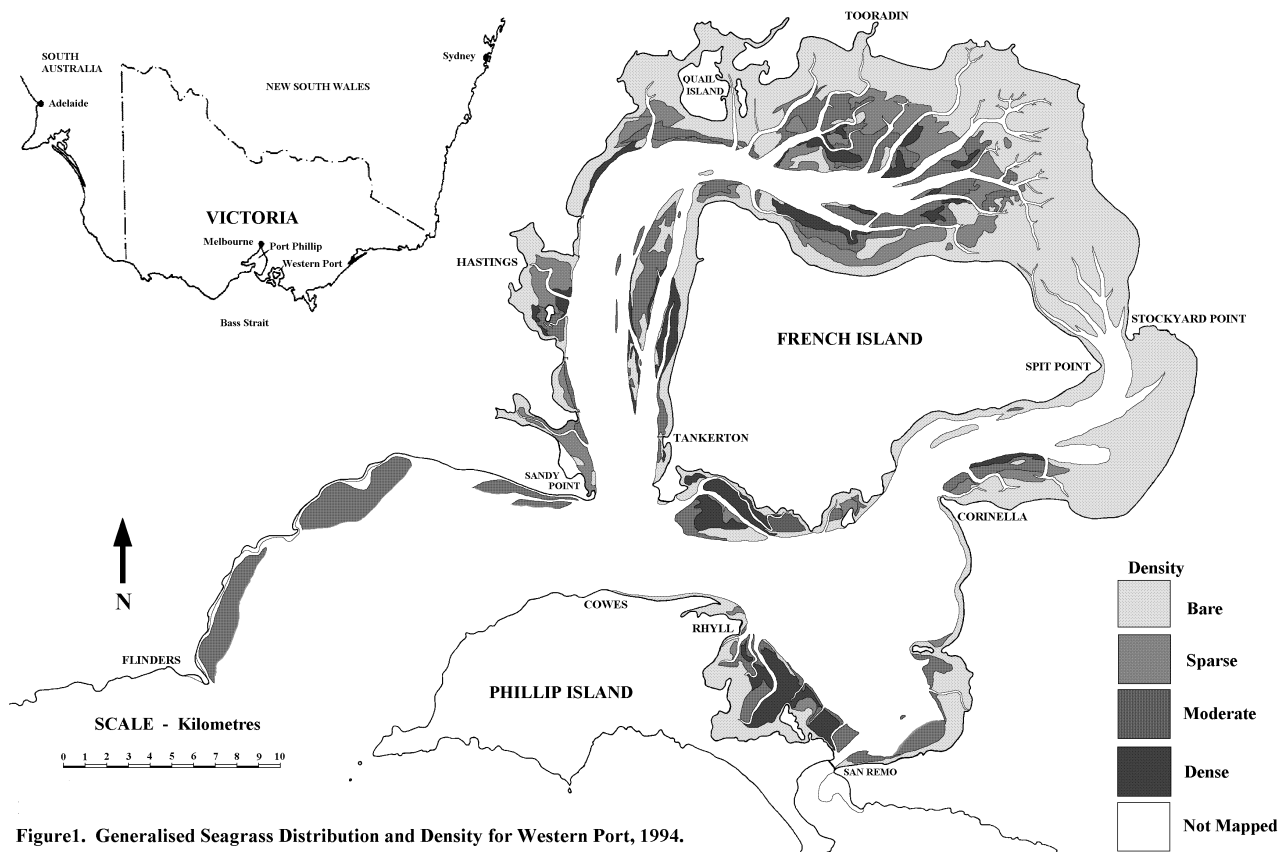 TOORADIN
SOUTH
AUSTRALIA
Sydney
NEW SOUTH WALES
QUAIL
ISLAND
Adelaide
VICTORIA
Melbourne
Port Phillip
Western Port
HASTINGS
Bass Strait
STOCKYARD POINT
FRENCH ISLAND
SPIT POINT
TANKERTON
SANDY
POINT
CORINELLA
N
Density
Bare
Sparse
Moderate
Dense
Not Mapped
COWES
RHYLL
FLINDERS
PHILLIP ISLAND
SCALE - Kilometres
0 1 2 3 4 5 6 7 8 9 10
SAN REMO
Figure1. Generalised Seagrass Distribution and Density for Western Port, 1994.